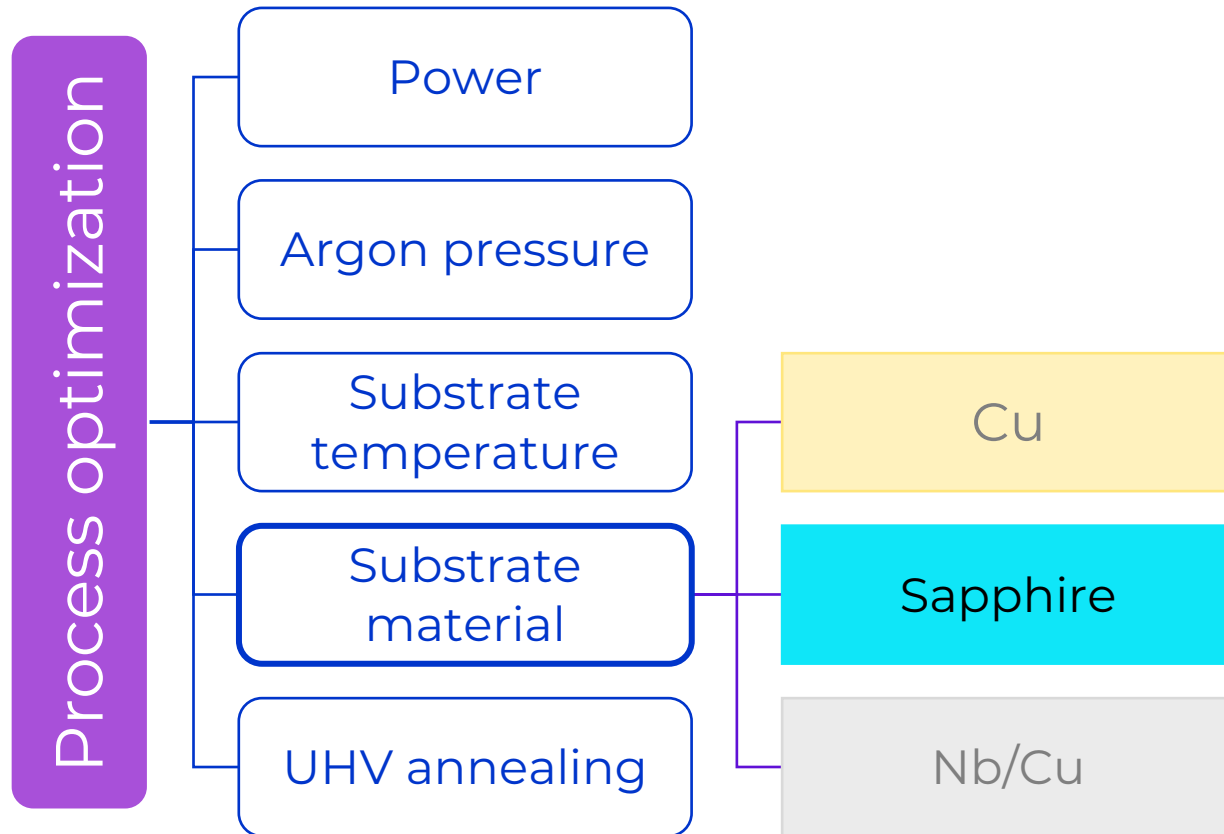 Process optimization
Power
Argon pressure
Substrate
temperature
Substrate
material
UHV annealing
Cu
Sapphire
Nb/Cu